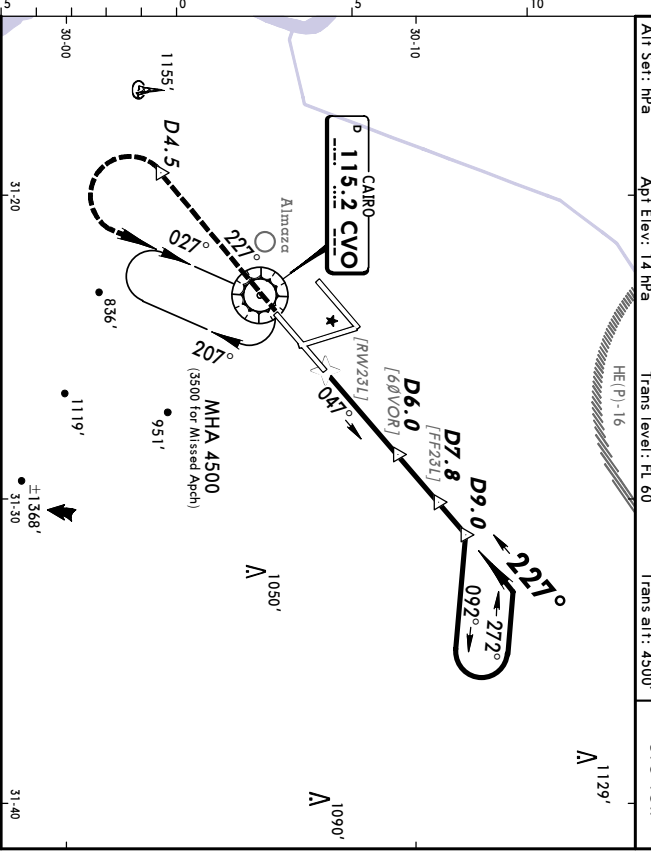 Alt Set: hPa
Apt Elev: 14 hPa
Trans level: FL 60
Trans alt: 4500'
5
0
5
10
30-00
30-10
31-20
31-30
31-40
HE(P)-16
1155'
D4.5
CAIRO
D 115.2 CVO
Almaza
227°
027°
207°
836'
1119'
951'
±1368'
MHA 4500
(3500 for Missed Apch)
[RW23L]
047°
D6.0
[60VOR]
D7.8
[FF23L]
D9.0
227°
272°
092°
1050'
1129'
1090'